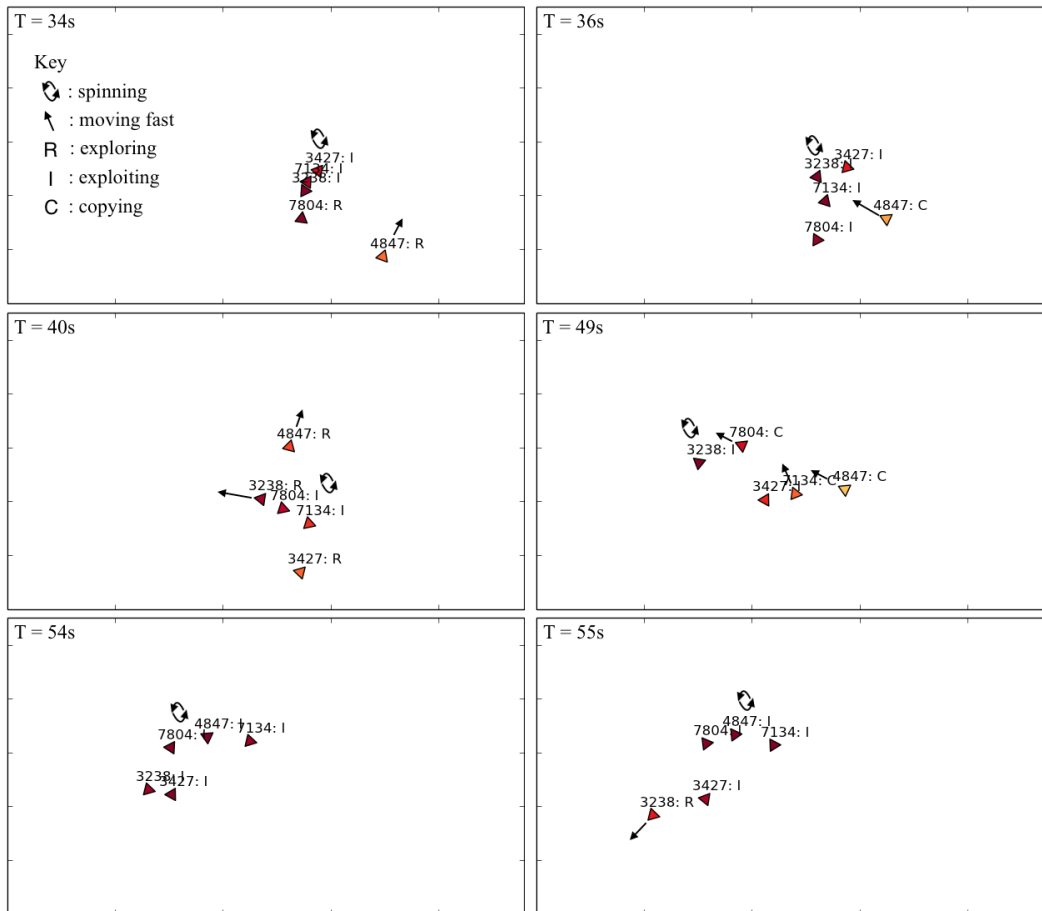 T = 34s
Key
: spinning
: moving fast
R : exploring
I : exploiting
C : copying
3427: I
7134: I
3238: I
7804: R
4847: R
T = 36s
3427: I
3238: I
7134: I
4847: C
7804: I
T = 40s
4847: R
3238: R
7804: I
7134: I
3427: R
T = 49s
7804: C
3238: I
4847: C
7134: C
3427: I
T = 54s
4847: I
7134: I
7804: I
3238: I
3427: I
T = 55s
4847: I
7804: I
7134: I
3427: I
3238: R